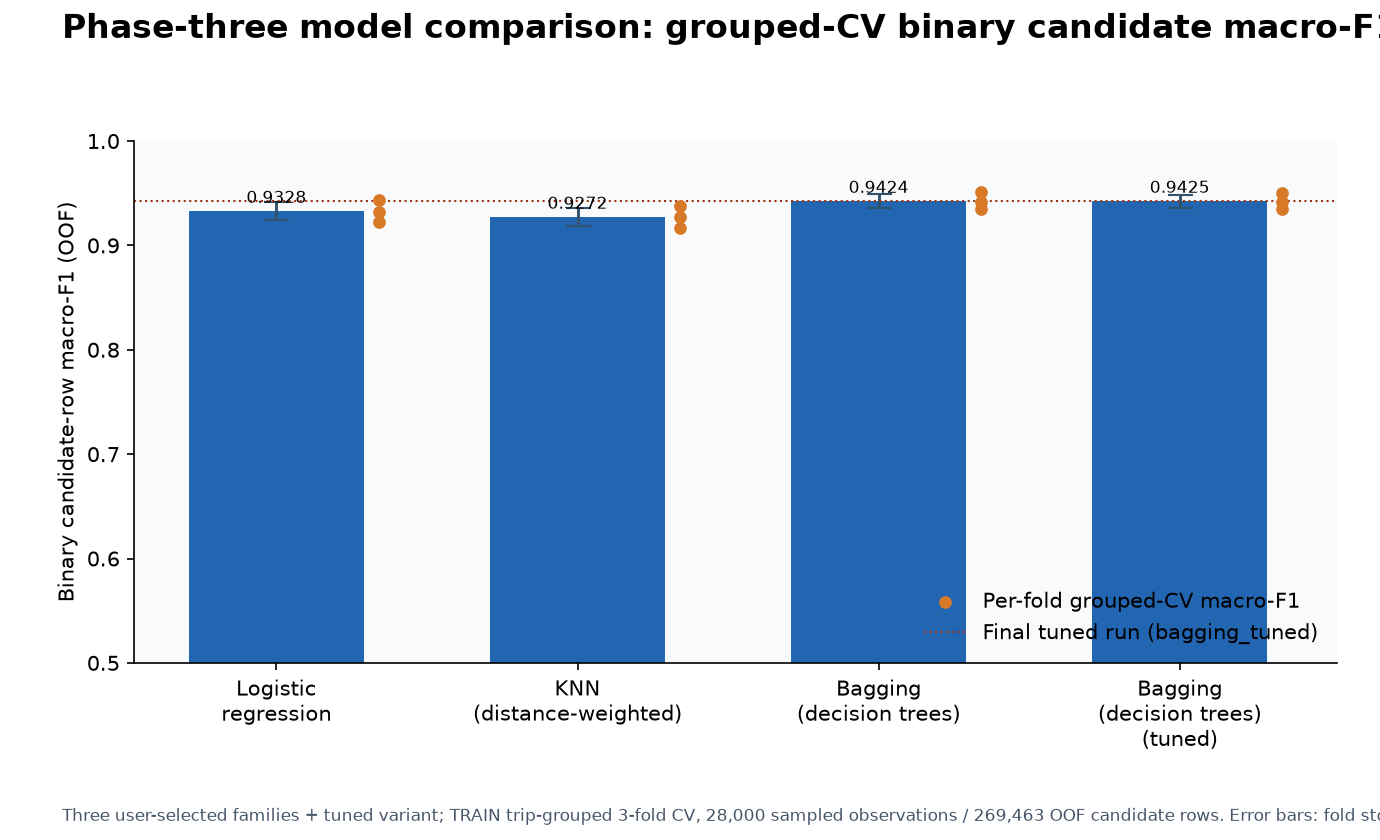 Phase-three model comparison: grouped-CV binary candidate macro-F1
Binary candidate-row macro-F1 (OOF)
1.0
0.9
0.8
0.7
0.6
0.5
0.9328
0.9272
0.9424
0.9425
Per-fold grouped-CV macro-F1
Final tuned run (bagging_tuned)
Logistic
regression
KNN
(distance-weighted)
Bagging
(decision trees)
Bagging
(decision trees)
(tuned)
Three user-selected families + tuned variant; TRAIN trip-grouped 3-fold CV, 28,000 sampled observations / 269,463 OOF candidate rows. Error bars: fold